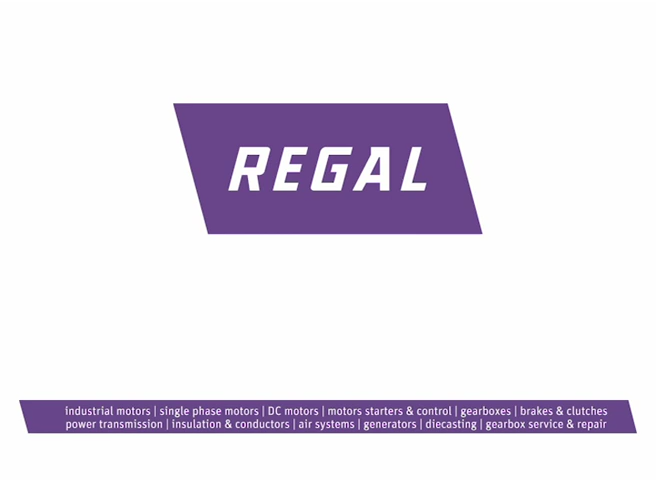 REGAL
industrial motors | single phase motors | DC motors | motors starters & control | gearboxes | brakes & clutches
power transmission | insulation & conductors | air systems | generators | diecasting | gearbox service & repair